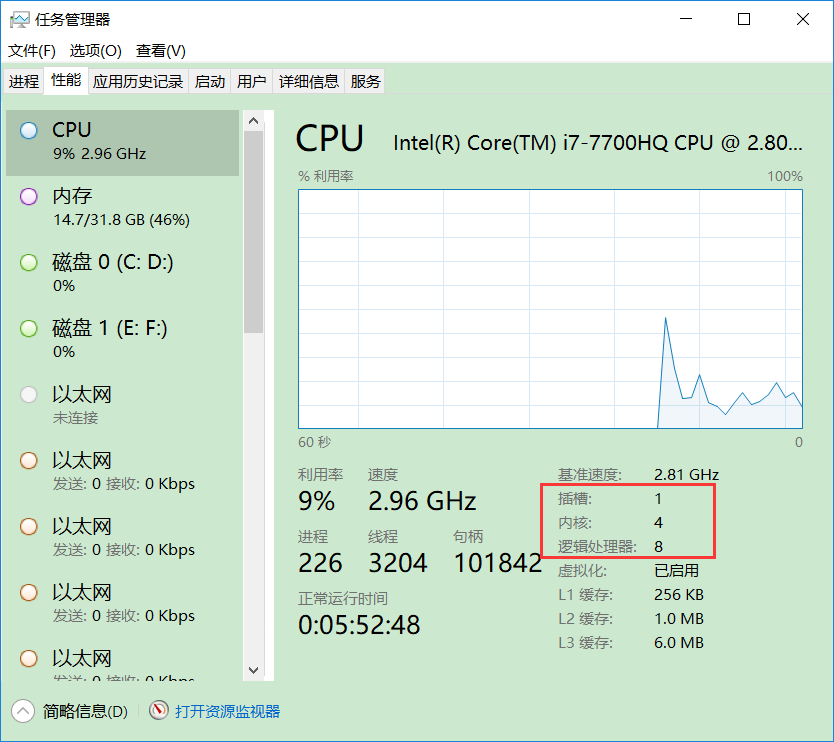 任务管理器
文件(F) 选项(O) 查看(V)
进程 性能 应用历史记录 启动 用户 详细信息 服务
CPU
9% 2.96 GHz
内存
14.7/31.8 GB (46%)
磁盘 0 (C: D:)
0%
磁盘 1 (E: F:)
0%
以太网
未连接
以太网
发送: 0 接收: 0 Kbps
以太网
发送: 0 接收: 0 Kbps
以太网
发送: 0 接收: 0 Kbps
以太网
发送: 0 接收: 0 Kbps
CPU Intel(R) Core(TM) i7-7700HQ CPU @ 2.80...
% 利用率 100%
60 秒 0
利用率 速度
9% 2.96 GHz
进程 线程 句柄
226 3204 101842
正常运行时间
0:05:52:48
基准速度: 2.81 GHz
插槽: 1
内核: 4
逻辑处理器: 8
虚拟化: 已启用
L1 缓存: 256 KB
L2 缓存: 1.0 MB
L3 缓存: 6.0 MB
简略信息(D) 打开资源监视器